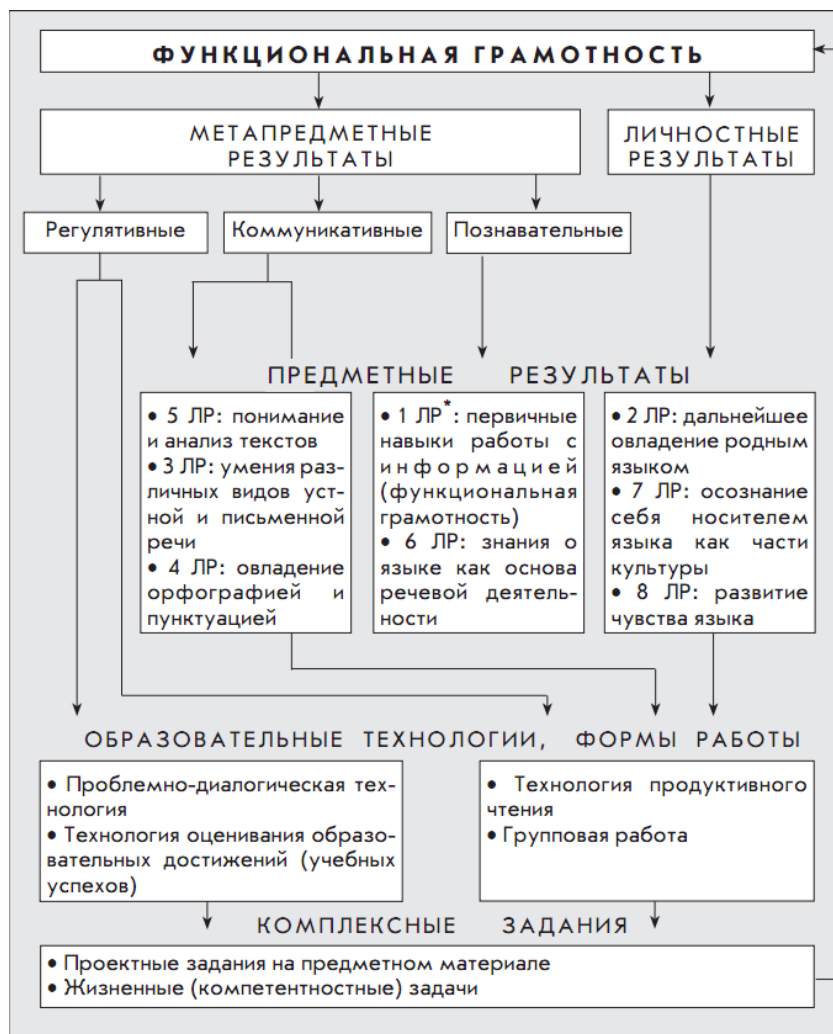 ФУНКЦИОНАЛЬНАЯ ГРАМОТНОСТЬ
МЕТАПРЕДМЕТНЫЕ
РЕЗУЛЬТАТЫ
ЛИЧНОСТНЫЕ
РЕЗУЛЬТАТЫ
Регулятивные
Коммуникативные
Познавательные
ПРЕДМЕТНЫЕ РЕЗУЛЬТАТЫ
• 5 ЛР: понимание
и анализ текстов
• 3 ЛР: умения раз-
личных видов уст-
ной и письменной
речи
• 4 ЛР: овладение
орфографией и
пунктуацией
• 1 ЛР*: первичные
навыки работы с
информацией
(функциональная
грамотность)
• 6 ЛР: знания о
языке как основа
речевой деятель-
ности
• 2 ЛР: дальнейшее
овладение родным
языком
• 7 ЛР: осознание
себя носителем
языка как части
культуры
• 8 ЛР: развитие
чувства языка
ОБРАЗОВАТЕЛЬНЫЕ ТЕХНОЛОГИИ, ФОРМЫ РАБОТЫ
• Проблемно-диалогическая тех-
нология
• Технология оценивания образо-
вательных достижений (учебных
успехов)
• Технология продуктивного
чтения
• Групповая работа
КОМПЛЕКСНЫЕ ЗАДАНИЯ
• Проектные задания на предметном материале
• Жизненные (компетентностные) задачи